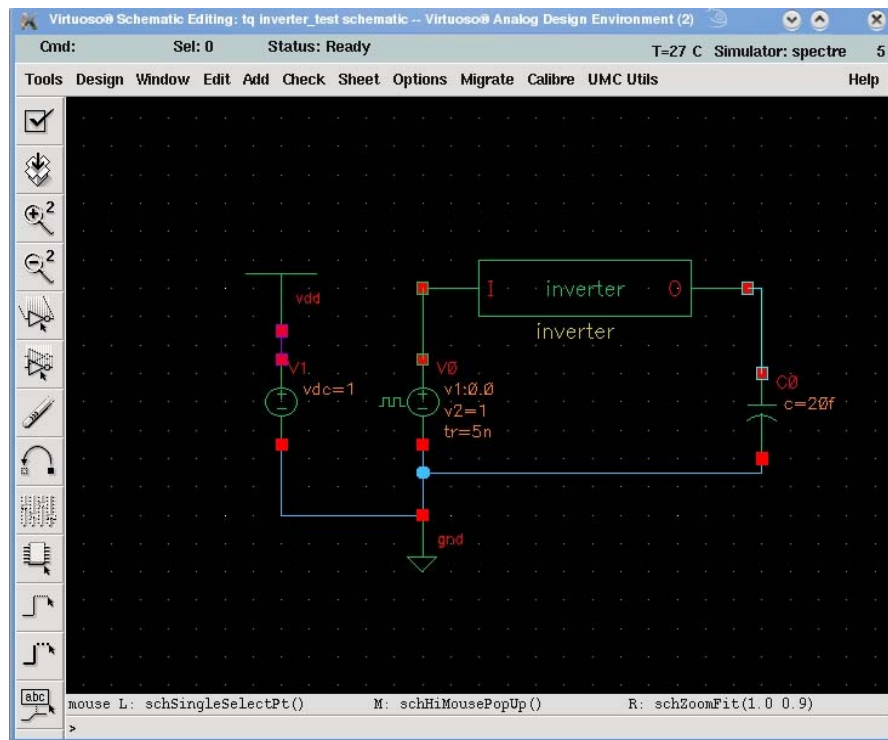 Virtuoso® Schematic Editing: tq inverter_test schematic -- Virtuoso® Analog Design Environment (2)
Cmd: Sel: 0 Status: Ready T=27 C Simulator: spectre 5
Tools Design Window Edit Add Check Sheet Options Migrate Calibre UMC Utils Help
2
2
vdd
I inverter O
inverter
V1
vdc=1
V0
v1:0.0
v2=1
tr=5n
C0
c=20f
gnd
abc
mouse L: schSingleSelectPt() M: schHiMousePopUp() R: schZoomFit(1.0 0.9)
>